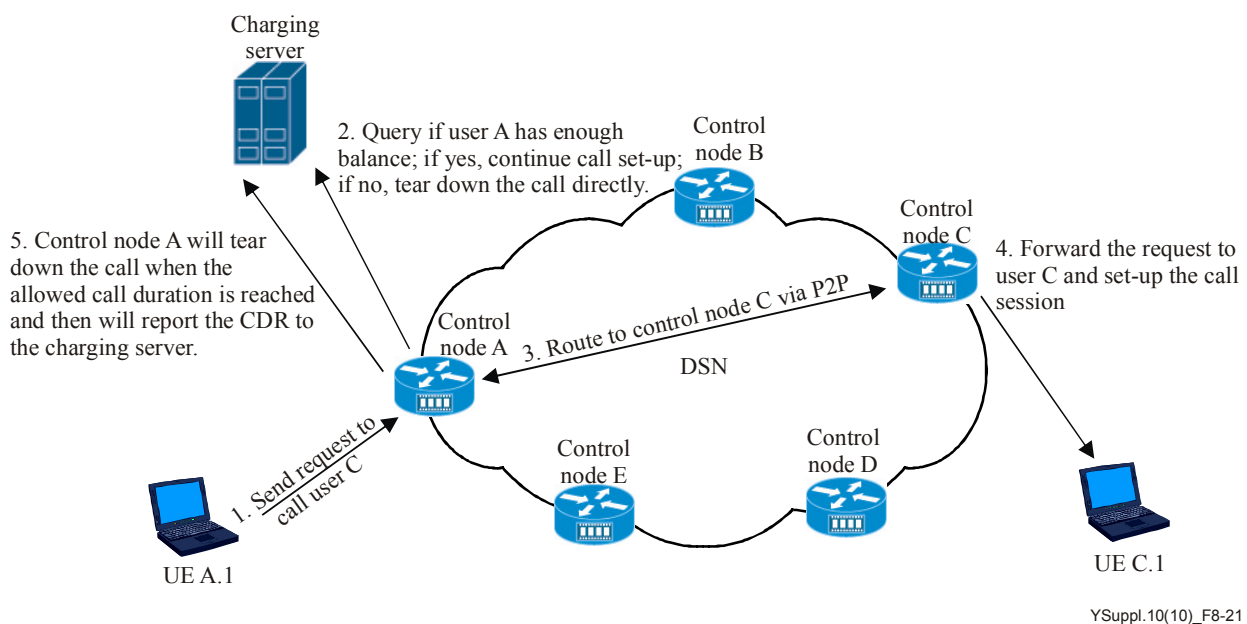 Charging
server
2. Query if user A has enough
balance; if yes, continue call set-up;
if no, tear down the call directly.
Control
node B
Control
node C
4. Forward the request to
user C and set-up the call
session
5. Control node A will tear
down the call when the
allowed call duration is reached
and then will report the CDR to
the charging server.
Control
node A
3. Route to control node C via P2P
DSN
Control
node E
Control
node D
1. Send request to
call user C
UE A.1
UE C.1
YSuppl.10(10)_F8-21